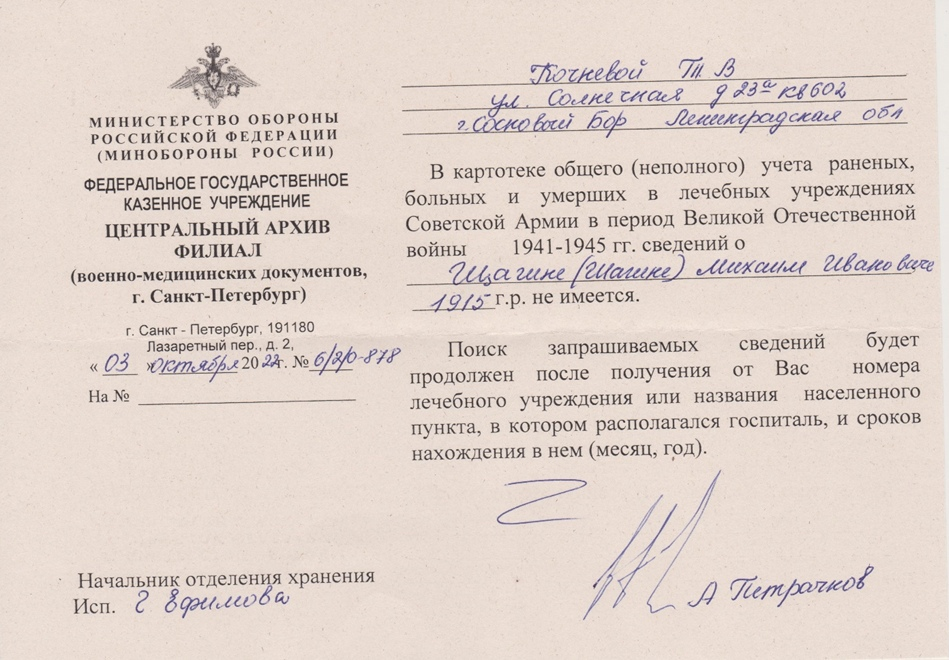 МИНИСТЕРСТВО ОБОРОНЫ
РОССИЙСКОЙ ФЕДЕРАЦИИ
(МИНОБОРОНЫ РОССИИ)
ФЕДЕРАЛЬНОЕ ГОСУДАРСТВЕННОЕ
КАЗЕННОЕ УЧРЕЖДЕНИЕ
ЦЕНТРАЛЬНЫЙ АРХИВ
ФИЛИАЛ
(военно-медицинских документов,
г. Санкт-Петербург)
г. Санкт - Петербург, 191180
Лазаретный пер., д. 2,
« 03 » октября 2022г. № 6/2/0-878
На №
Кочневой Т В
ул. Солнечная д 23а кв 602
г. Сосновый Бор Ленинградская обл
В картотеке общего (неполного) учета раненых,
больных и умерших в лечебных учреждениях
Советской Армии в период Великой Отечественной
войны 1941-1945 гг. сведений о
Щагине (Шагине) Михаиле Ивановиче
1915 г.р. не имеется.
Поиск запрашиваемых сведений будет
продолжен после получения от Вас номера
лечебного учреждения или названия населенного
пункта, в котором располагался госпиталь, и сроков
нахождения в нем (месяц, год).
Начальник отделения хранения
А Петрачков
Исп. Г Ефимова